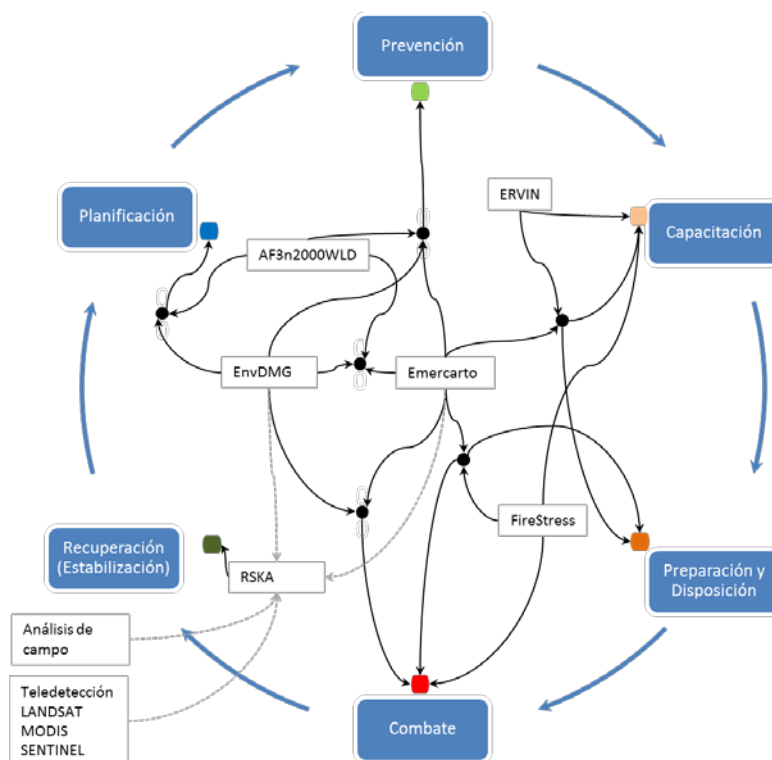 Prevención
ERVIN
Planificación
Capacitación
AF3n2000WLD
EnvDMG
Emercarto
FireStress
Recuperación
(Estabilización)
RSKA
Preparación y
Disposición
Análisis de
campo
Teledetección
LANDSAT
MODIS
SENTINEL
Combate